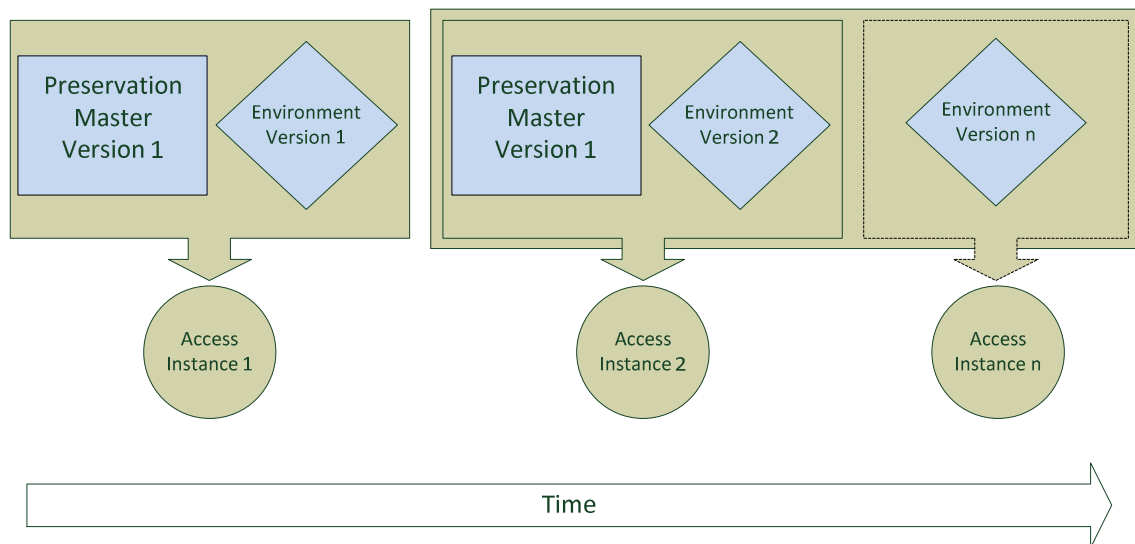 Preservation
Master
Version 1
Environment
Version 1
Preservation
Master
Version 1
Environment
Version 2
Environment
Version n
Access
Instance 1
Access
Instance 2
Access
Instance n
Time